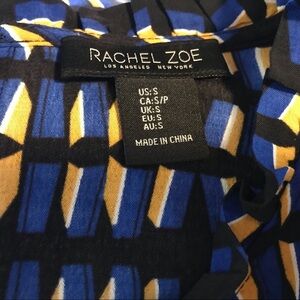 RACHEL ZOE
LOS ANGELES NEW YORK
US:S
CA:S/P
UK:S
EU:S
AU:S
MADE IN CHINA